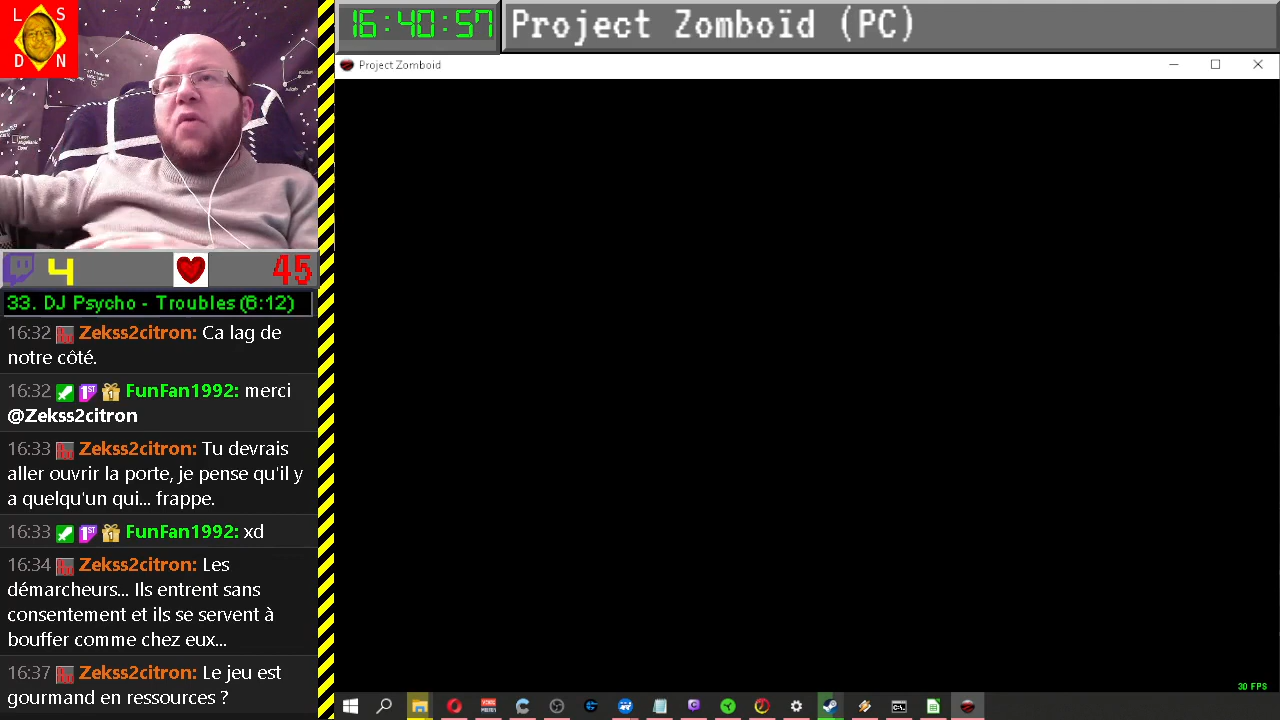 L S
D N
16:40:57
Project Zomboïd (PC)
Project Zomboid
4
45
33. DJ Psycho - Troubles (6:12)
16:32 Zekss2citron: Ca lag de
notre côté.
16:32 FunFan1992: merci
@Zekss2citron
16:33 Zekss2citron: Tu devrais
aller ouvrir la porte, je pense qu'il y
a quelqu'un qui... frappe.
16:33 FunFan1992: xd
16:34 Zekss2citron: Les
démarcheurs... Ils entrent sans
consentement et ils se servent à
bouffer comme chez eux...
16:37 Zekss2citron: Le jeu est
gourmand en ressources ?
30 FPS